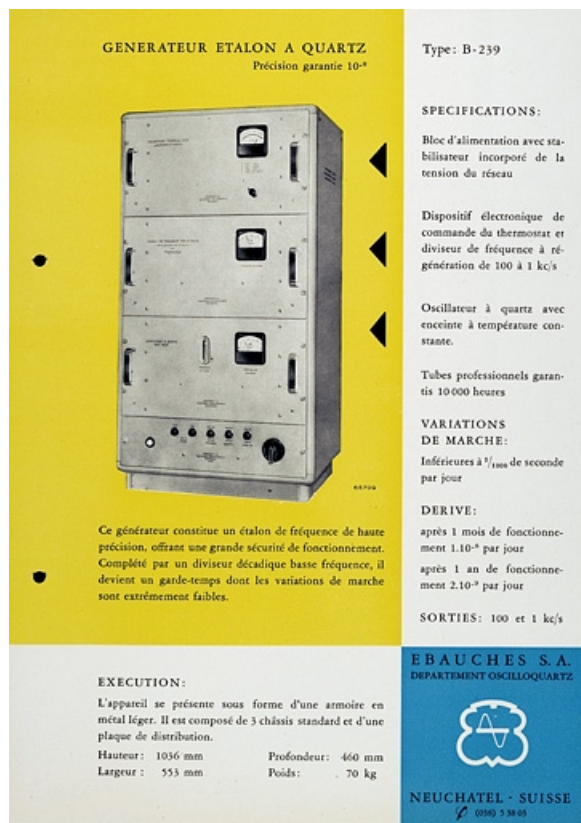 GENERATEUR ETALON A QUARTZ
Précision garantie 10-⁸
Type: B-239
SPECIFICATIONS:
Bloc d'alimentation avec sta-
bilisateur incorporé de la
tension du réseau
Dispositif électronique de
commande du thermostat et
diviseur de fréquence à ré-
génération de 100 à 1 kc/s
Oscillateur à quartz avec
enceinte à température con-
stante.
Tubes professionnels garan-
tis 10 000 heures
VARIATIONS
DE MARCHE:
Inférieures à ²/₁₀₀₀ de seconde
par jour
DERIVE:
après 1 mois de fonctionne-
ment 1.10-⁸ par jour
après 1 an de fonctionne-
ment 2.10-⁹ par jour
SORTIES: 100 et 1 kc/s
66709
Ce générateur constitue un étalon de fréquence de haute
précision, offrant une grande sécurité de fonctionnement.
Complété par un diviseur décadique basse fréquence, il
devient un garde-temps dont les variations de marche
sont extrêmement faibles.
EXECUTION:
L'appareil se présente sous forme d'une armoire en
métal léger. Il est composé de 3 châssis standard et d'une
plaque de distribution.
Hauteur: 1036 mm Profondeur: 460 mm
Largeur: 553 mm Poids: 70 kg
EBAUCHES S.A.
DEPARTEMENT OSCILLOQUARTZ
NEUCHATEL - SUISSE
(038) 5 38 03